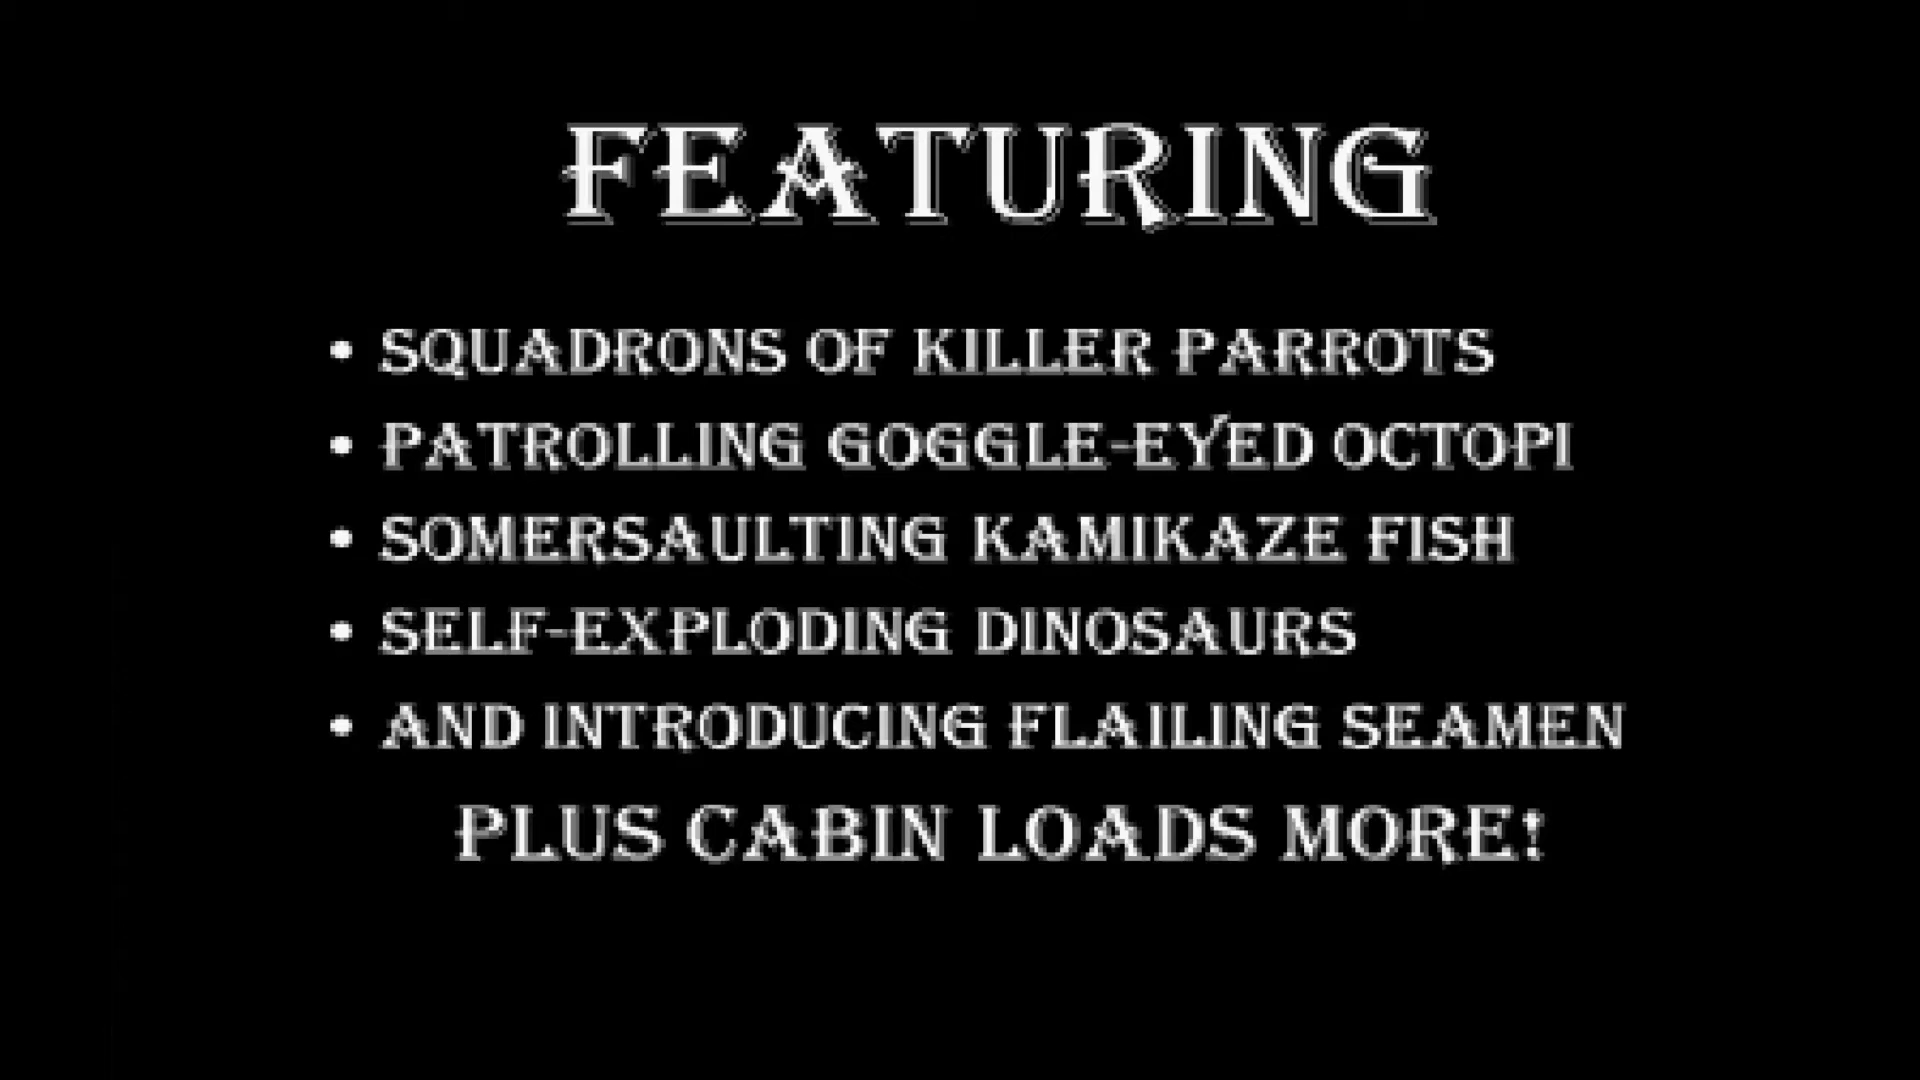 FEATURING
• SQUADRONS OF KILLER PARROTS
• PATROLLING GOGGLE-EYED OCTOPI
• SOMERSAULTING KAMIKAZE FISH
• SELF-EXPLODING DINOSAURS
• AND INTRODUCING FLAILING SEAMEN
PLUS CABIN LOADS MORE!